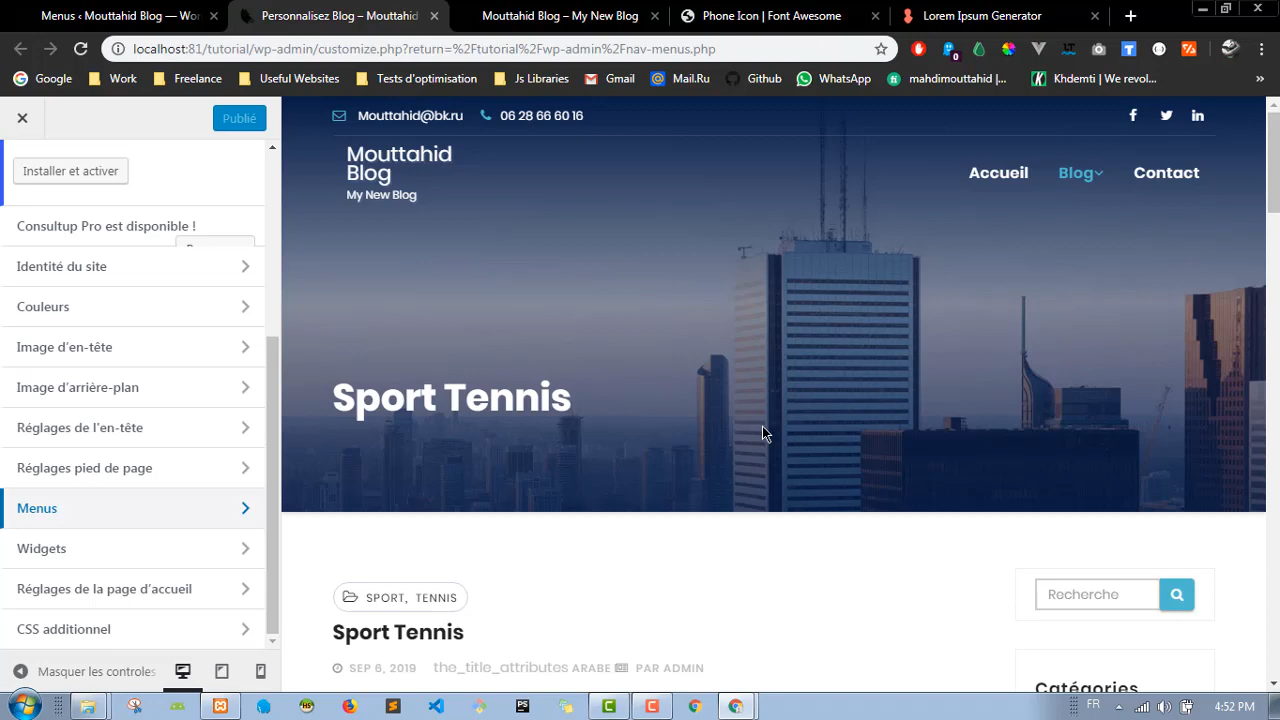 Menus ‹ Mouttahid Blog — Wor
Personnalisez Blog – Mouttahid
Mouttahid Blog – My New Blog
Phone Icon | Font Awesome
Lorem Ipsum Generator
localhost:81/tutorial/wp-admin/customize.php?return=%2Ftutorial%2Fwp-admin%2Fnav-menus.php
0
Google
Work
Freelance
Useful Websites
Tests d'optimisation
Js Libraries
Gmail
Mail.Ru
Github
WhatsApp
mahdimouttahid |...
Khdemti | We revol...
Publié
Installer et activer
Consultup Pro est disponible !
Identité du site
Couleurs
Image d'en-tête
Image d'arrière-plan
Réglages de l'en-tête
Réglages pied de page
Menus
Widgets
Réglages de la page d'accueil
CSS additionnel
Masquer les controles
Mouttahid@bk.ru
06 28 66 60 16
Mouttahid
Blog
My New Blog
Accueil
Blog
Contact
Sport Tennis
SPORT, TENNIS
Sport Tennis
SEP 6, 2019 the_title_attributes ARABE PAR ADMIN
Recherche
Catégories
FR
4:52 PM